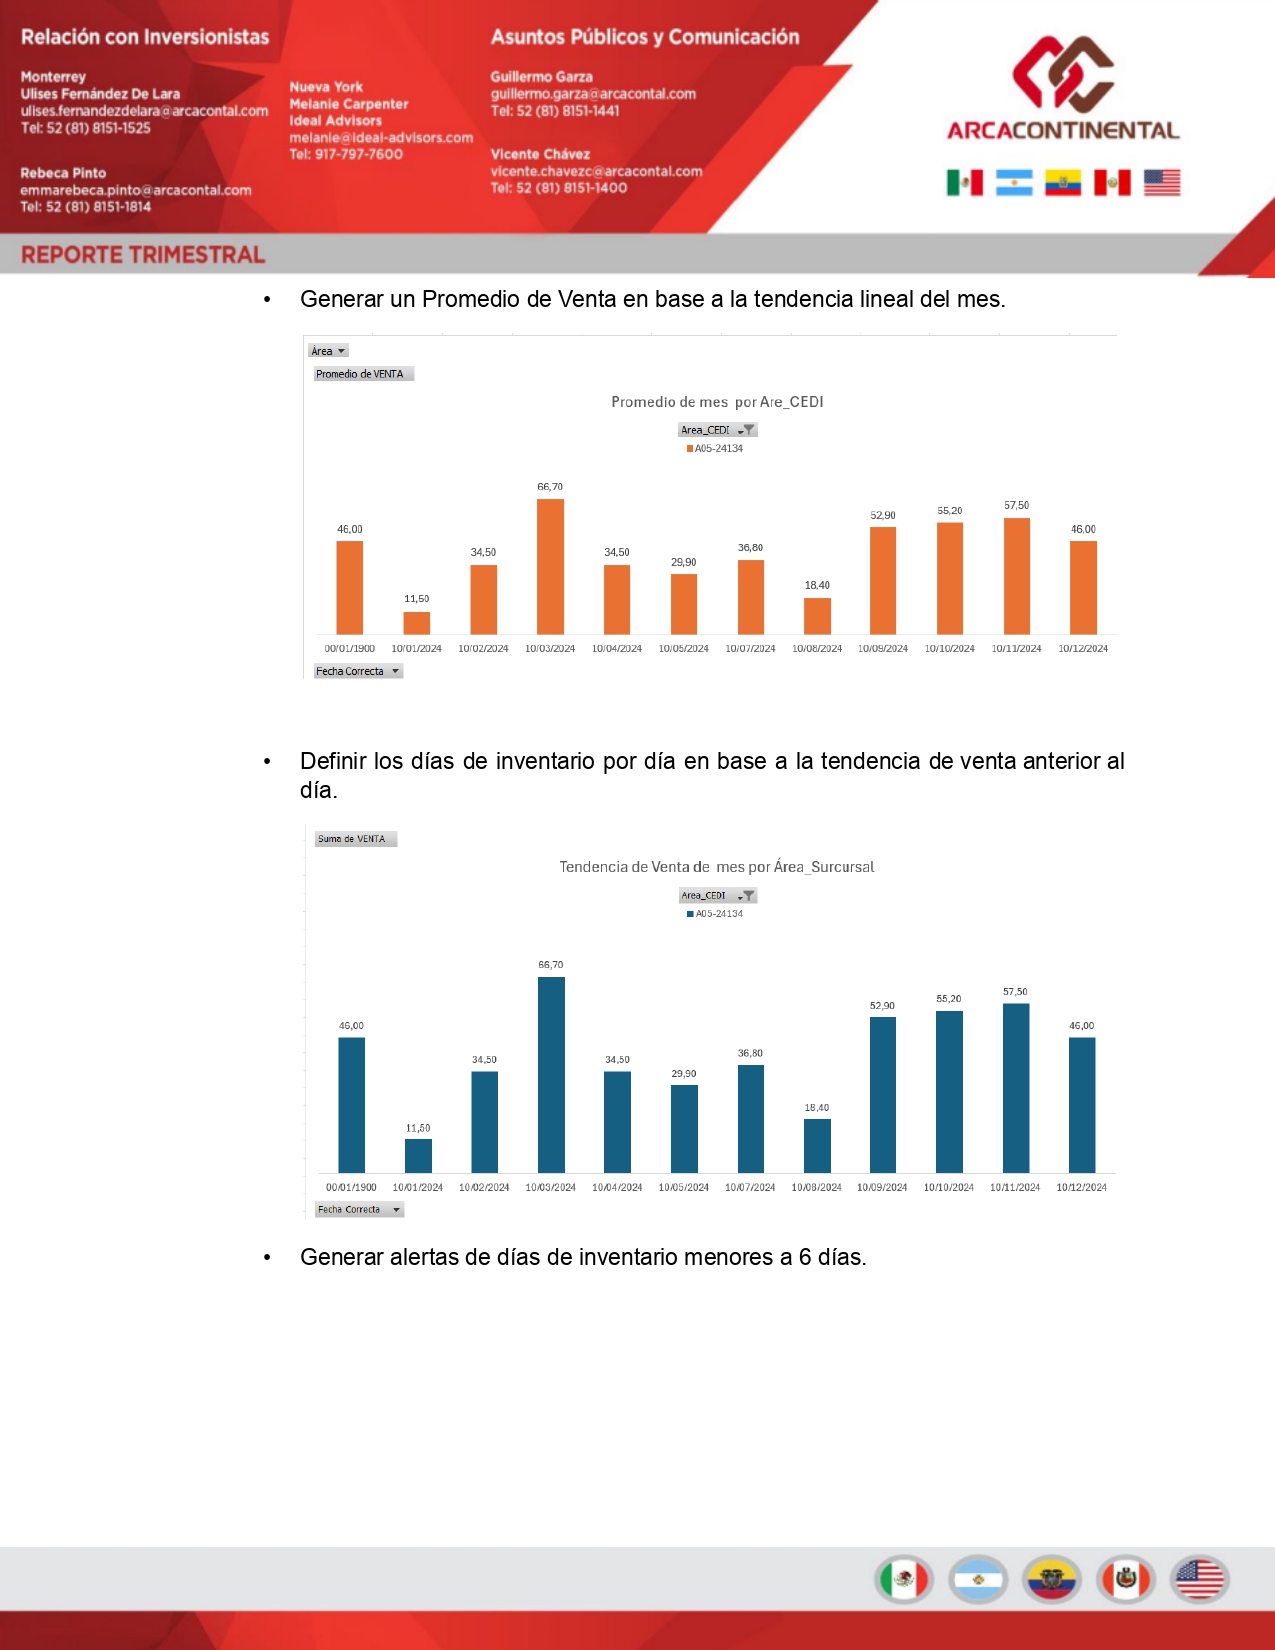 Relación con Inversionistas
Monterrey
Ulises Fernández De Lara
ulises.fernandezdelara@arcacontal.com
Tel: 52 (81) 8151-1525
Rebeca Pinto
emmarebeca.pinto@arcacontal.com
Tel: 52 (81) 8151-1814
Nueva York
Melanie Carpenter
Ideal Advisors
melanie@ideal-advisors.com
Tel: 917-797-7600
Asuntos Públicos y Comunicación
Guillermo Garza
guillermo.garza@arcacontal.com
Tel: 52 (81) 8151-1441
Vicente Chávez
vicente.chavezc@arcacontal.com
Tel: 52 (81) 8151-1400
ARCACONTINENTAL
REPORTE TRIMESTRAL
• Generar un Promedio de Venta en base a la tendencia lineal del mes.
Área
Promedio de VENTA
Promedio de mes por Are_CEDI
Area_CEDI
A05-24134
46,00
11,50
34,50
66,70
34,50
29,90
36,80
18,40
52,90
55,20
57,50
46,00
00/01/1900 10/01/2024 10/02/2024 10/03/2024 10/04/2024 10/05/2024 10/07/2024 10/08/2024 10/09/2024 10/10/2024 10/11/2024 10/12/2024
Fecha Correcta
• Definir los días de inventario por día en base a la tendencia de venta anterior al
día.
Suma de VENTA
Tendencia de Venta de mes por Área_Surcursal
Area_CEDI
A05-24134
46,00
11,50
34,50
66,70
34,50
29,90
36,80
18,40
52,90
55,20
57,50
46,00
00/01/1900 10/01/2024 10/02/2024 10/03/2024 10/04/2024 10/05/2024 10/07/2024 10/08/2024 10/09/2024 10/10/2024 10/11/2024 10/12/2024
Fecha Correcta
• Generar alertas de días de inventario menores a 6 días.